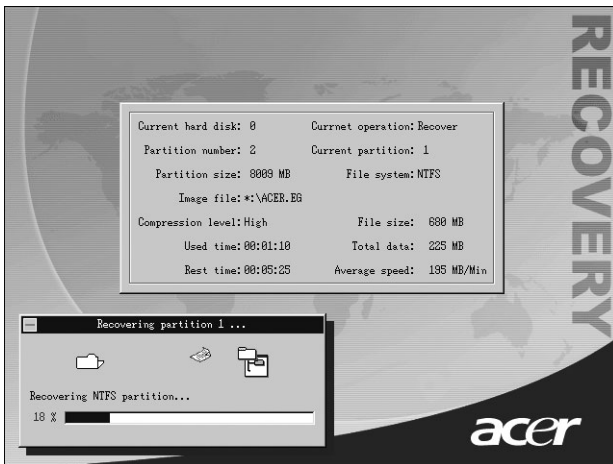 RECOVERY
Current hard disk: 0 Currnet operation: Recover
Partition number: 2 Current partition: 1
Partition size: 8009 MB File system: NTFS
Image file: *:\ACER.EG
Compression level: High File size: 680 MB
Used time: 00:01:10 Total data: 225 MB
Rest time: 00:05:25 Average speed: 195 MB/Min
Recovering partition 1 ...
Recovering NTFS partition...
18 %
acer